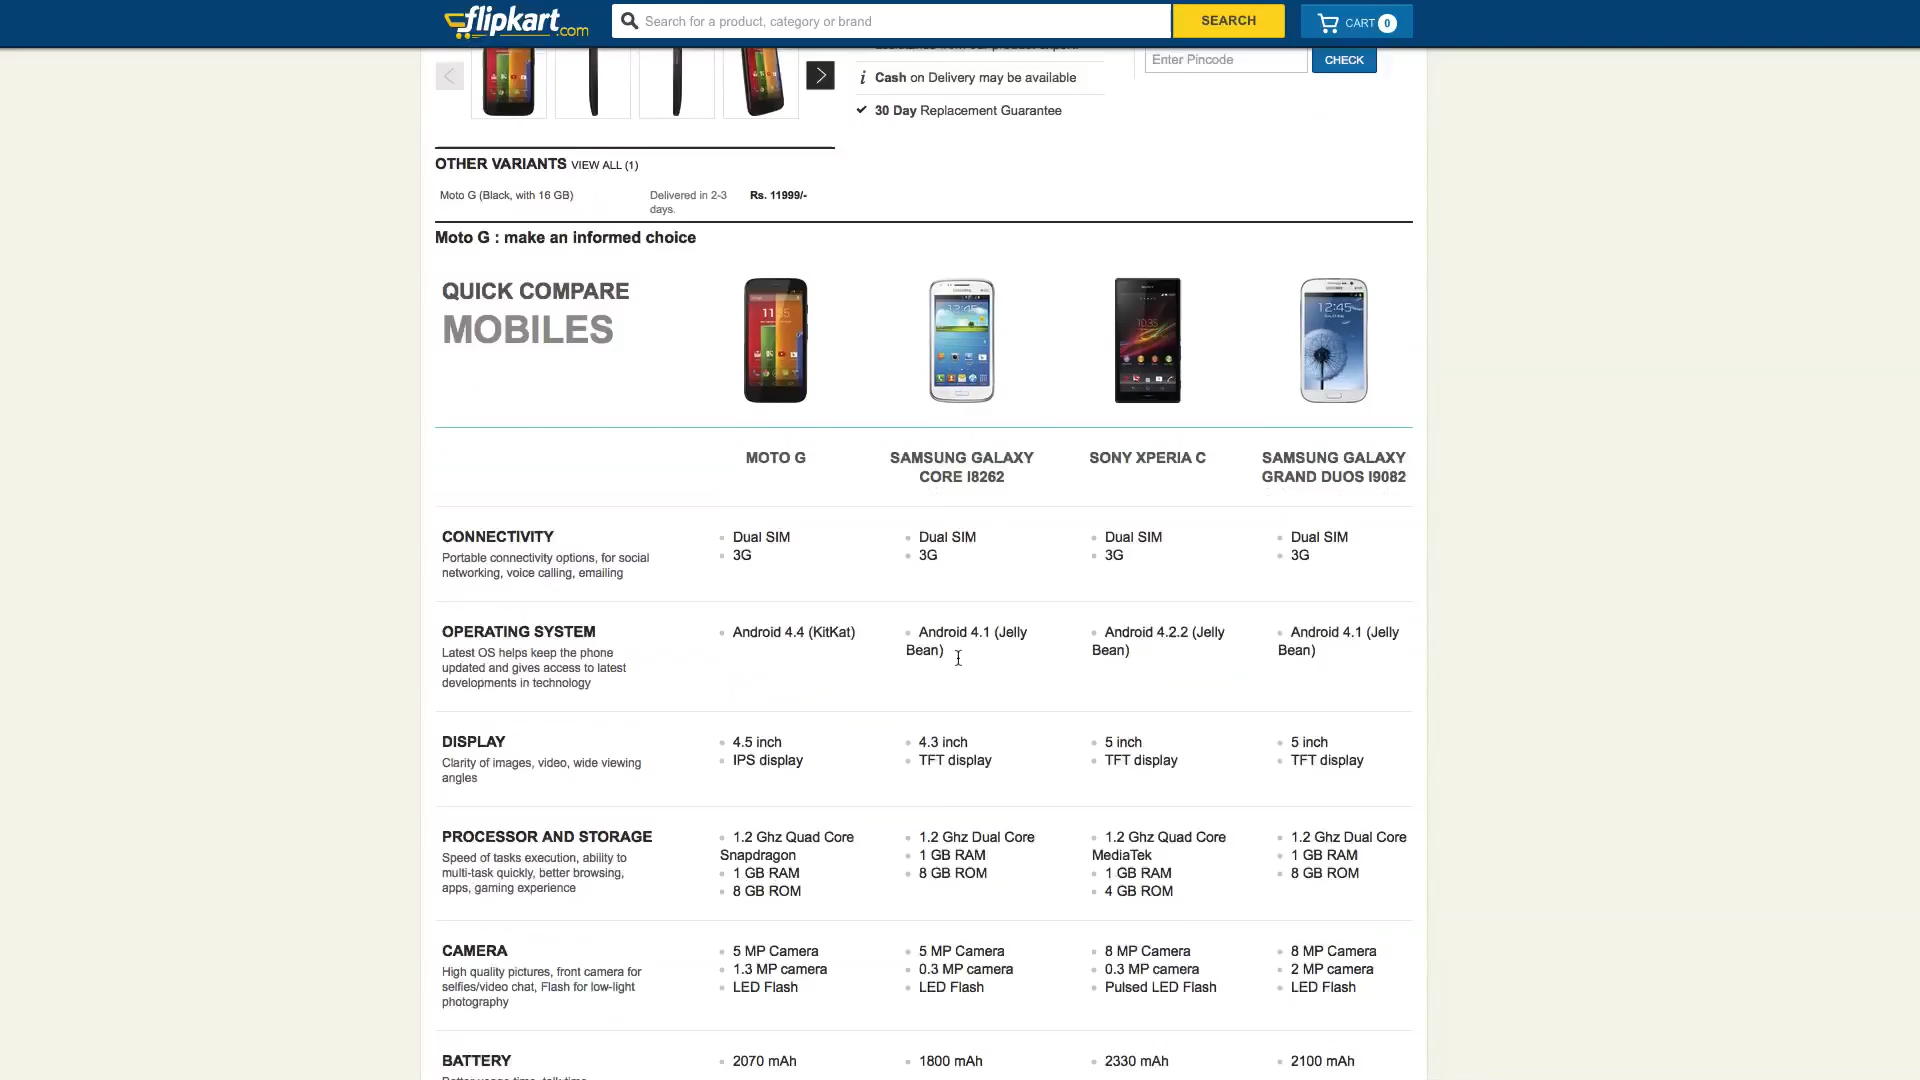 flipkart.com
Search for a product, category or brand
SEARCH
CART 0
Enter Pincode
CHECK
i Cash on Delivery may be available
30 Day Replacement Guarantee
OTHER VARIANTS VIEW ALL (1)
Moto G (Black, with 16 GB)
Delivered in 2-3
days.
Rs. 11999/-
Moto G : make an informed choice
QUICK COMPARE
MOBILES
MOTO G
SAMSUNG GALAXY
CORE I8262
SONY XPERIA C
SAMSUNG GALAXY
GRAND DUOS I9082
CONNECTIVITY
Portable connectivity options, for social
networking, voice calling, emailing
Dual SIM
3G
Dual SIM
3G
Dual SIM
3G
Dual SIM
3G
OPERATING SYSTEM
Latest OS helps keep the phone
updated and gives access to latest
developments in technology
Android 4.4 (KitKat)
Android 4.1 (Jelly
Bean)
Android 4.2.2 (Jelly
Bean)
Android 4.1 (Jelly
Bean)
DISPLAY
Clarity of images, video, wide viewing
angles
4.5 inch
IPS display
4.3 inch
TFT display
5 inch
TFT display
5 inch
TFT display
PROCESSOR AND STORAGE
Speed of tasks execution, ability to
multi-task quickly, better browsing,
apps, gaming experience
1.2 Ghz Quad Core
Snapdragon
1 GB RAM
8 GB ROM
1.2 Ghz Dual Core
1 GB RAM
8 GB ROM
1.2 Ghz Quad Core
MediaTek
1 GB RAM
4 GB ROM
1.2 Ghz Dual Core
1 GB RAM
8 GB ROM
CAMERA
High quality pictures, front camera for
selfies/video chat, Flash for low-light
photography
5 MP Camera
1.3 MP camera
LED Flash
5 MP Camera
0.3 MP camera
LED Flash
8 MP Camera
0.3 MP camera
Pulsed LED Flash
8 MP Camera
2 MP camera
LED Flash
BATTERY
2070 mAh
1800 mAh
2330 mAh
2100 mAh